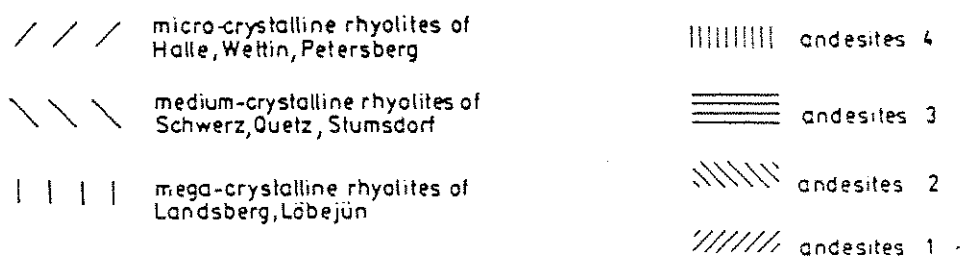 micro-crystalline rhyolites of
Halle, Wettin, Petersberg
medium-crystalline rhyolites of
Schwerz, Quetz, Stumsdorf
mega-crystalline rhyolites of
Landsberg, Löbejün
andesites 4
andesites 3
andesites 2
andesites 1